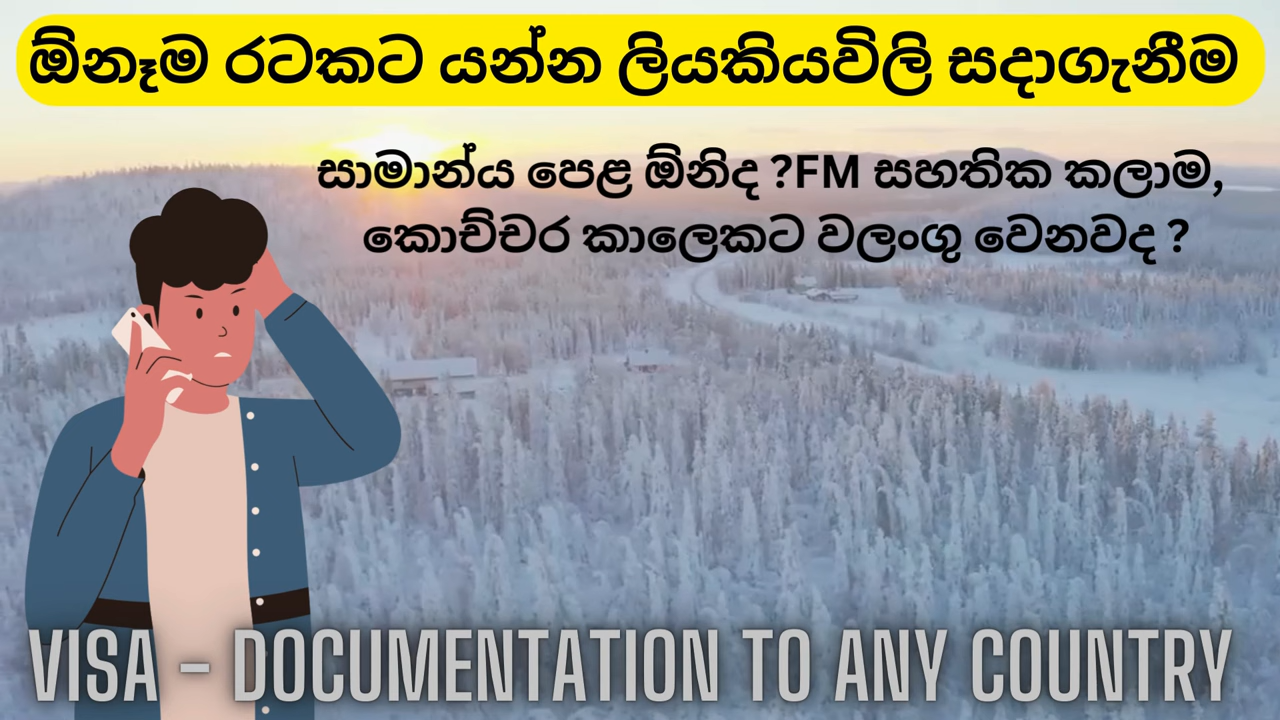 ඕනෑම රටකට යන්න ලියකියවිලි සදාගැනීම
සාමාන්ය පෙළ ඕනිද ?FM සහතික කලාම,
කොච්චර කාලෙකට වලංගු වෙනවද ?
VISA - DOCUMENTATION TO ANY COUNTRY